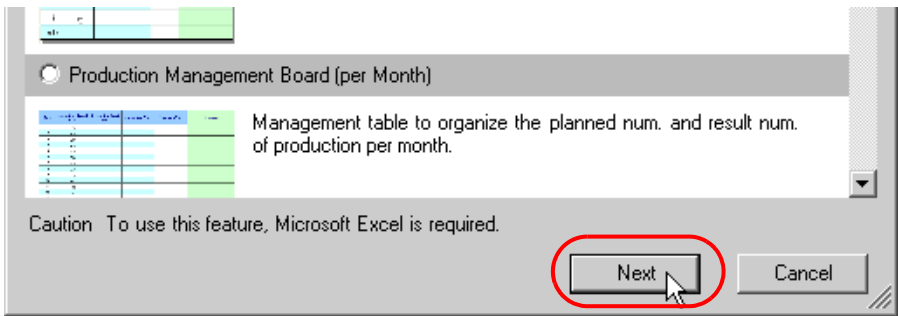 Production Management Board (per Month)
Management table to organize the planned num. and result num.
of production per month.
Caution To use this feature, Microsoft Excel is required.
Next
Cancel